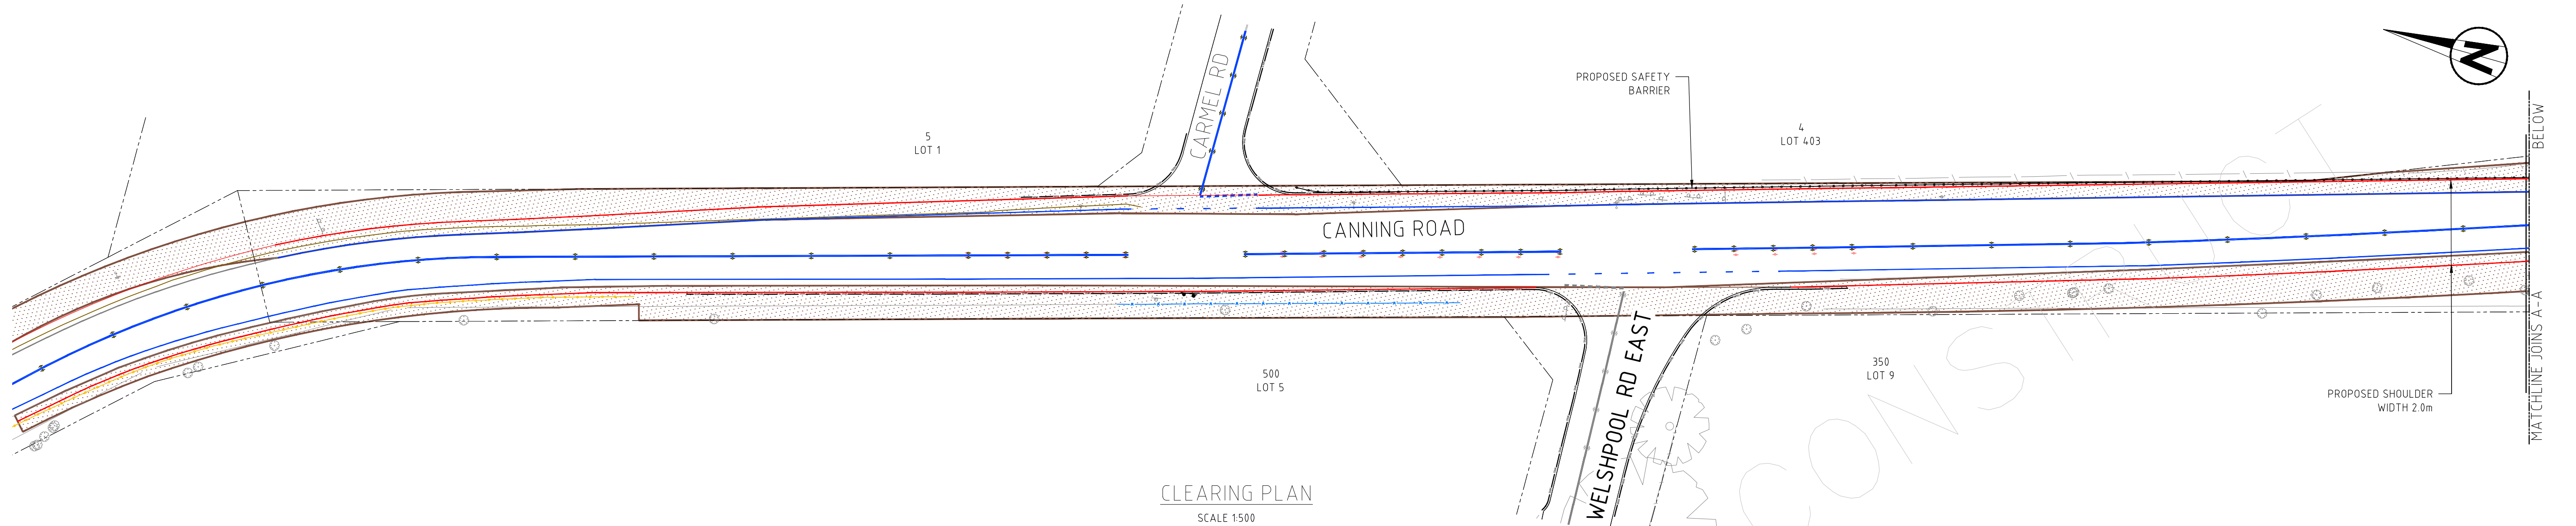 CARMEL RD
PROPOSED SAFETY
BARRIER
N
5
LOT 1
4
LOT 403
BELOW
CANNING ROAD
500
LOT 5
WELSHPOOL RD EAST
350
LOT 9
PROPOSED SHOULDER
WIDTH 2.0m
MATCHLINE JOINS A-A
CLEARING PLAN
SCALE 1:500